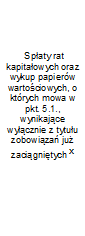 Spłaty rat
kapitałowych oraz
wykup papierów
wartościowych, o
których mowa w
pkt. 5.1.,
wynikające
wyłącznie z tytułu
zobowiązań już
zaciągniętych x